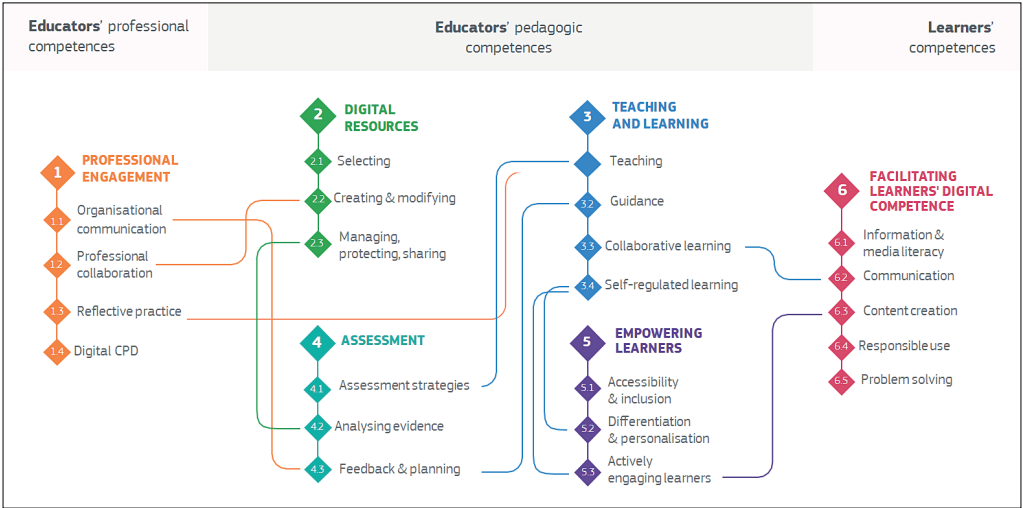 Educators’ professional
competences
Educators’ pedagogic
competences
Learners’
competences
1
PROFESSIONAL
ENGAGEMENT
1.1
Organisational
communication
1.2
Professional
collaboration
1.3
Reflective practice
1.4
Digital CPD
2
DIGITAL
RESOURCES
2.1
Selecting
2.2
Creating & modifying
2.3
Managing,
protecting, sharing
3
TEACHING
AND LEARNING
Teaching
3.2
Guidance
3.3
Collaborative learning
3.4
Self-regulated learning
4
ASSESSMENT
4.1
Assessment strategies
4.2
Analysing evidence
4.3
Feedback & planning
5
EMPOWERING
LEARNERS
5.1
Accessibility
& inclusion
5.2
Differentiation
& personalisation
5.3
Actively
engaging learners
6
FACILITATING
LEARNERS' DIGITAL
COMPETENCE
6.1
Information &
media literacy
6.2
Communication
6.3
Content creation
6.4
Responsible use
6.5
Problem solving